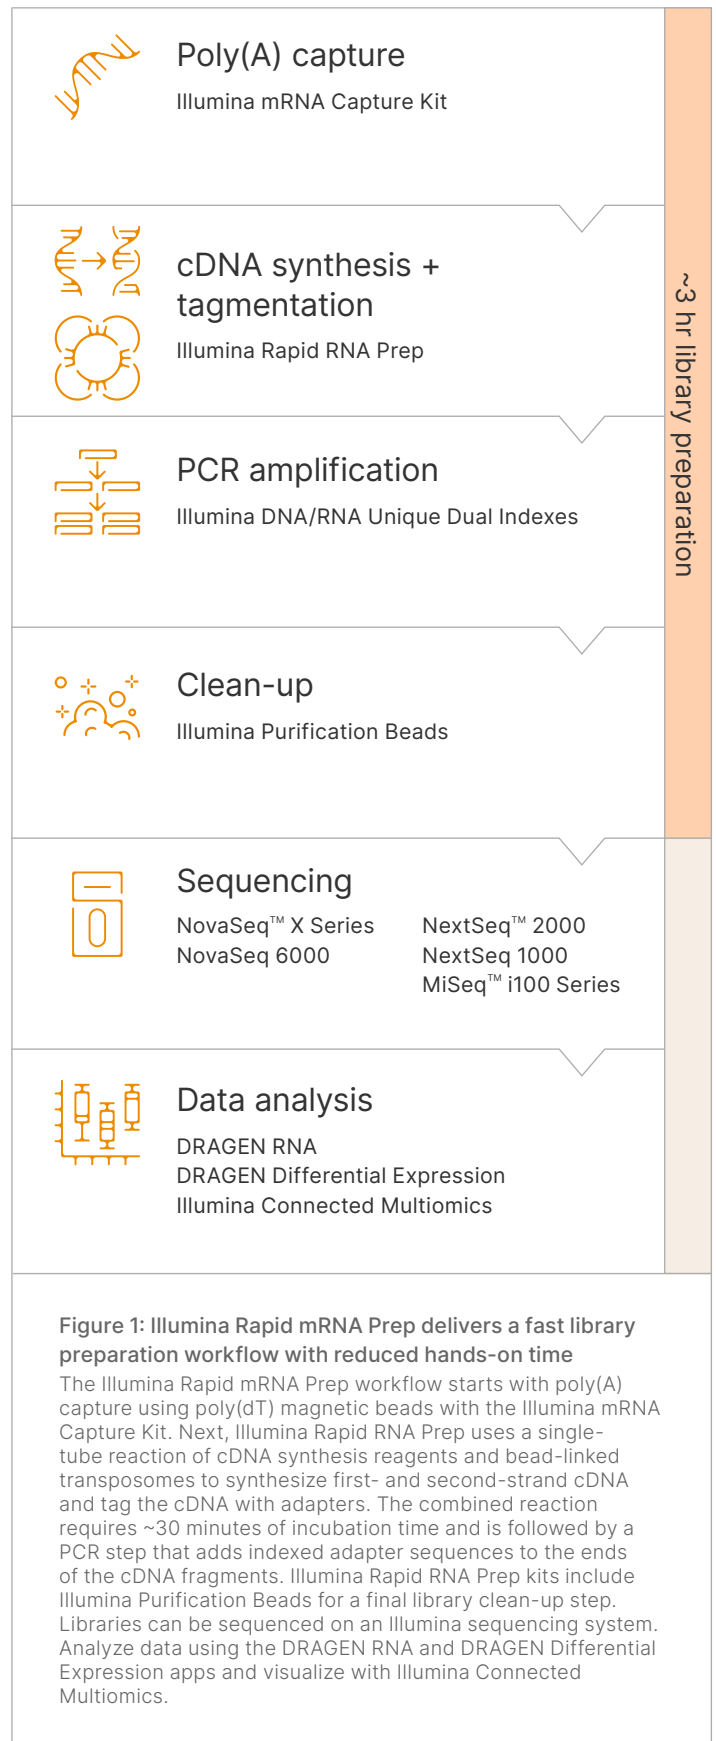 Poly(A) capture
Illumina mRNA Capture Kit
cDNA synthesis +
tagmentation
Illumina Rapid RNA Prep
PCR amplification
Illumina DNA/RNA Unique Dual Indexes
Clean-up
Illumina Purification Beads
~3 hr library preparation
Sequencing
NovaSeq™ X Series
NovaSeq 6000
NextSeq™ 2000
NextSeq 1000
MiSeq™ i100 Series
Data analysis
DRAGEN RNA
DRAGEN Differential Expression
Illumina Connected Multiomics
Figure 1: Illumina Rapid mRNA Prep delivers a fast library
preparation workflow with reduced hands-on time
The Illumina Rapid mRNA Prep workflow starts with poly(A)
capture using poly(dT) magnetic beads with the Illumina mRNA
Capture Kit. Next, Illumina Rapid RNA Prep uses a single-
tube reaction of cDNA synthesis reagents and bead-linked
transposomes to synthesize first- and second-strand cDNA
and tag the cDNA with adapters. The combined reaction
requires ~30 minutes of incubation time and is followed by a
PCR step that adds indexed adapter sequences to the ends
of the cDNA fragments. Illumina Rapid RNA Prep kits include
Illumina Purification Beads for a final library clean-up step.
Libraries can be sequenced on an Illumina sequencing system.
Analyze data using the DRAGEN RNA and DRAGEN Differential
Expression apps and visualize with Illumina Connected
Multiomics.